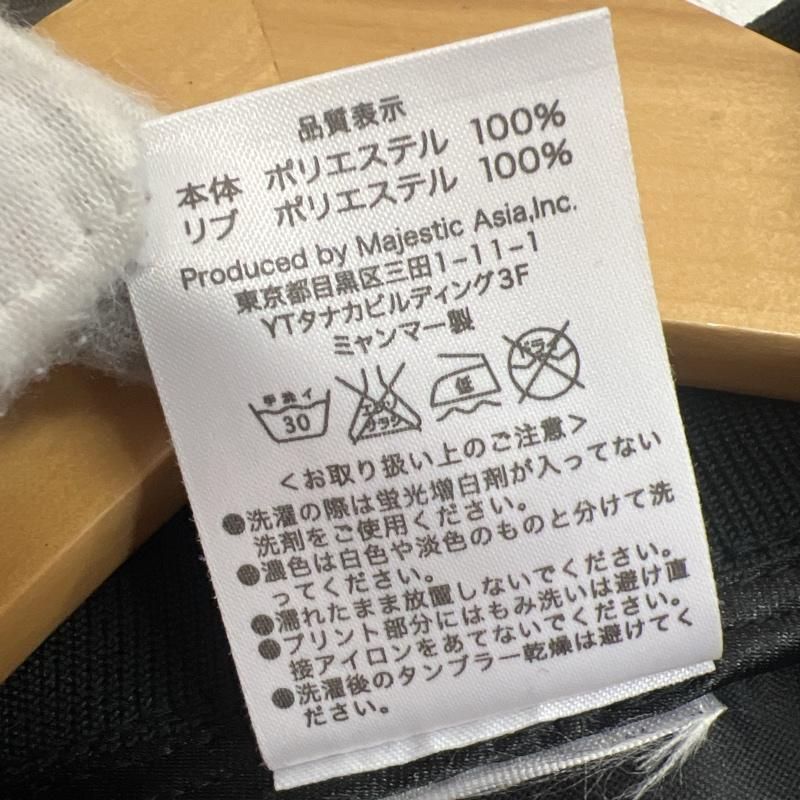 品質表示
本体 ポリエステル 100%
リブ ポリエステル 100%
Produced by Majestic Asia,Inc.
東京都目黒区三田1-11-1
YTタナカビルディング3F
ミャンマー製
手洗イ 30 エンソサラシ 低 ドライ
<お取り扱い上のご注意>
●洗濯の際は蛍光増白剤が入ってない
洗剤をご使用ください。
●濃色は白色や淡色のものと分けて洗
ってください。
●濡れたまま放置しないでください。
●プリント部分にはもみ洗いは避け直
接アイロンをあてないでください。
●洗濯後のタンブラー乾燥は避けてく
ださい。